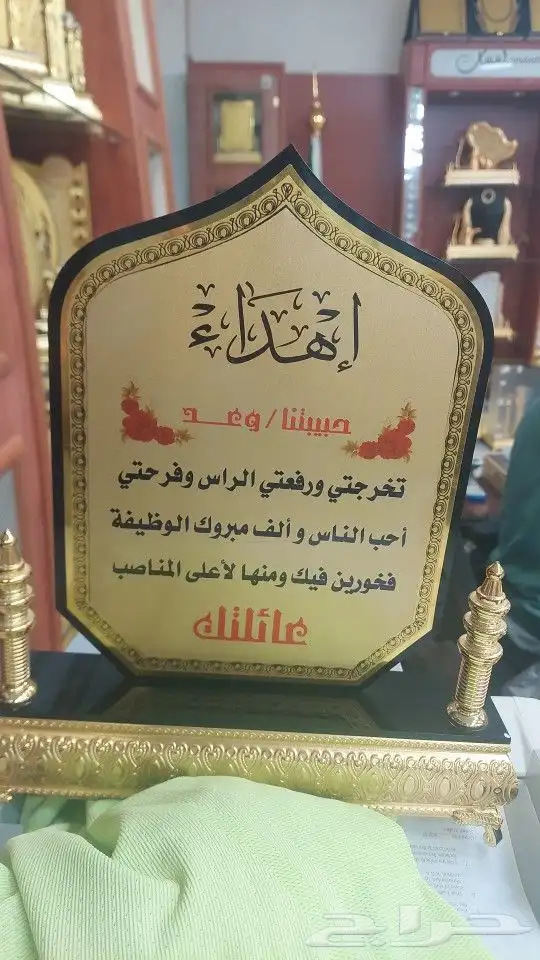 إهداء
حبيبتنا / وعد
تخرجتي ورفعتي الراس وفرحتي
أحب الناس و ألف مبروك الوظيفة
فخورين فيك ومنها لأعلى المناصب
عائلتك
حراج